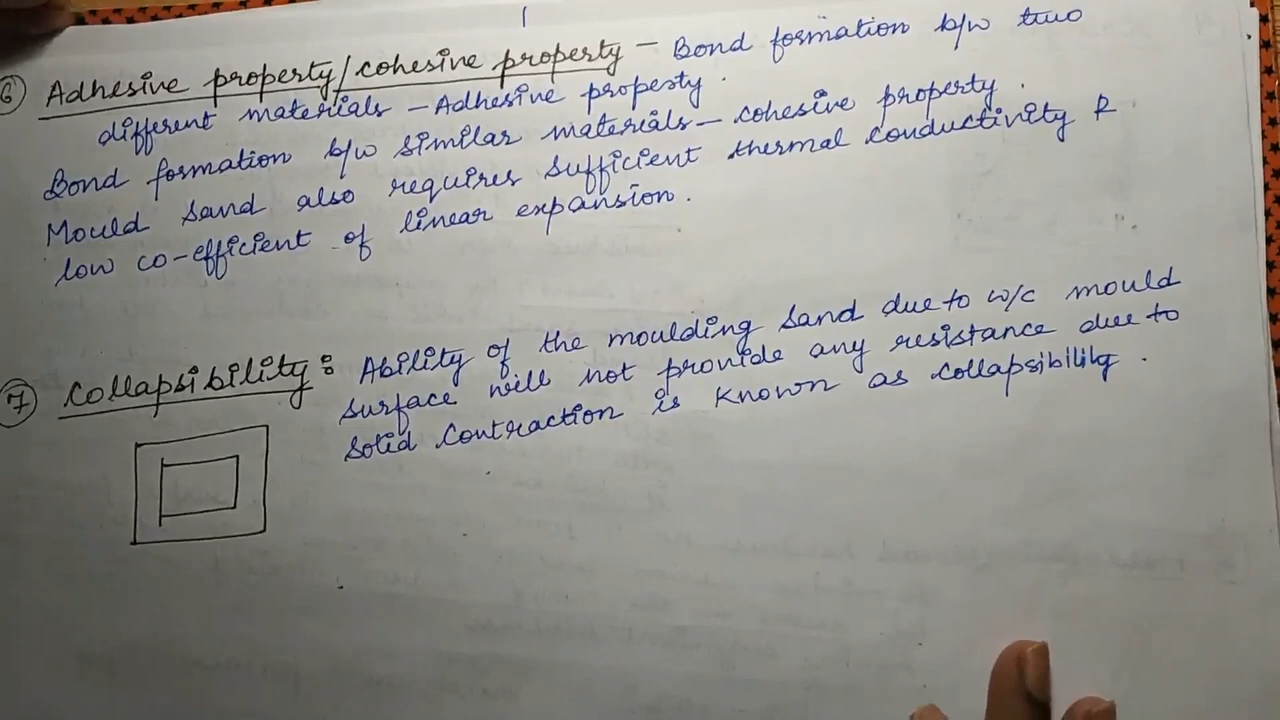 6 Adhesive property/cohesive property - Bond formation b/w two
different materials - Adhesive property.
Bond formation b/w similar materials - cohesive property.
Mould sand also requires sufficient thermal conductivity &
low co-efficient of linear expansion.
7 Collapsibility: Ability of the moulding sand due to w/c mould
surface will not provide any resistance due to
solid contraction is known as collapsibility.